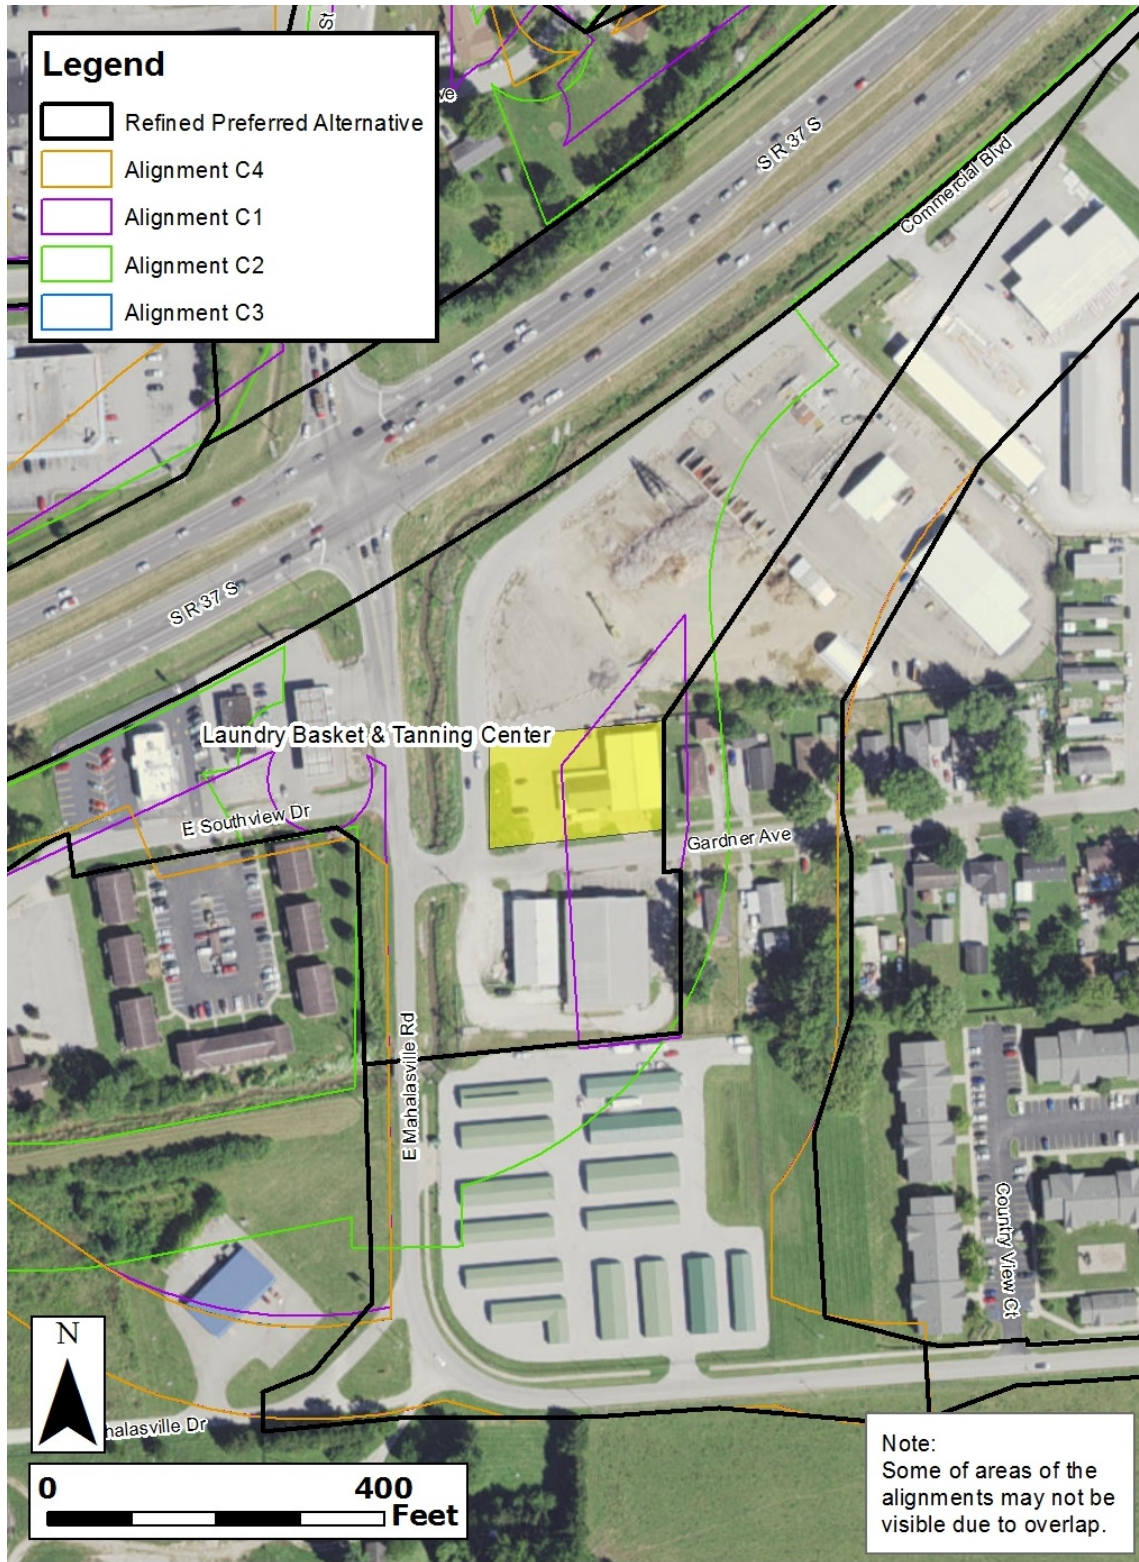 St
Legend
Refined Preferred Alternative
Alignment C4
Alignment C1
Alignment C2
Alignment C3
ve
S R 37 S
Commercial Blvd
S R 37 S
Laundry Basket & Tanning Center
E Southview Dr
Gardner Ave
E Mahalasville Rd
Country View Ct
N
halasville Dr
0 400
Feet
Note:
Some of areas of the
alignments may not be
visible due to overlap.